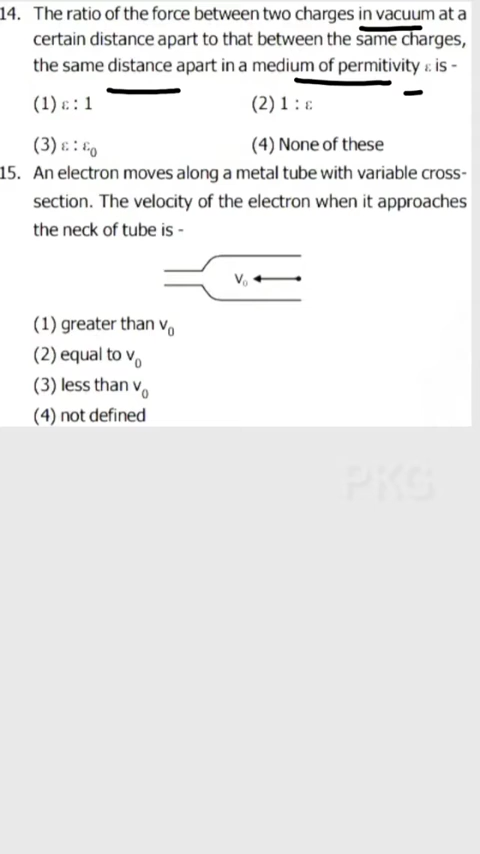 14. The ratio of the force between two charges in vacuum at a
certain distance apart to that between the same charges,
the same distance apart in a medium of permitivity ε is -
(1) ε : 1 (2) 1 : ε
(3) ε : ε₀ (4) None of these
15. An electron moves along a metal tube with variable cross-
section. The velocity of the electron when it approaches
the neck of tube is -
v₀
(1) greater than v₀
(2) equal to v₀
(3) less than v₀
(4) not defined
PKG